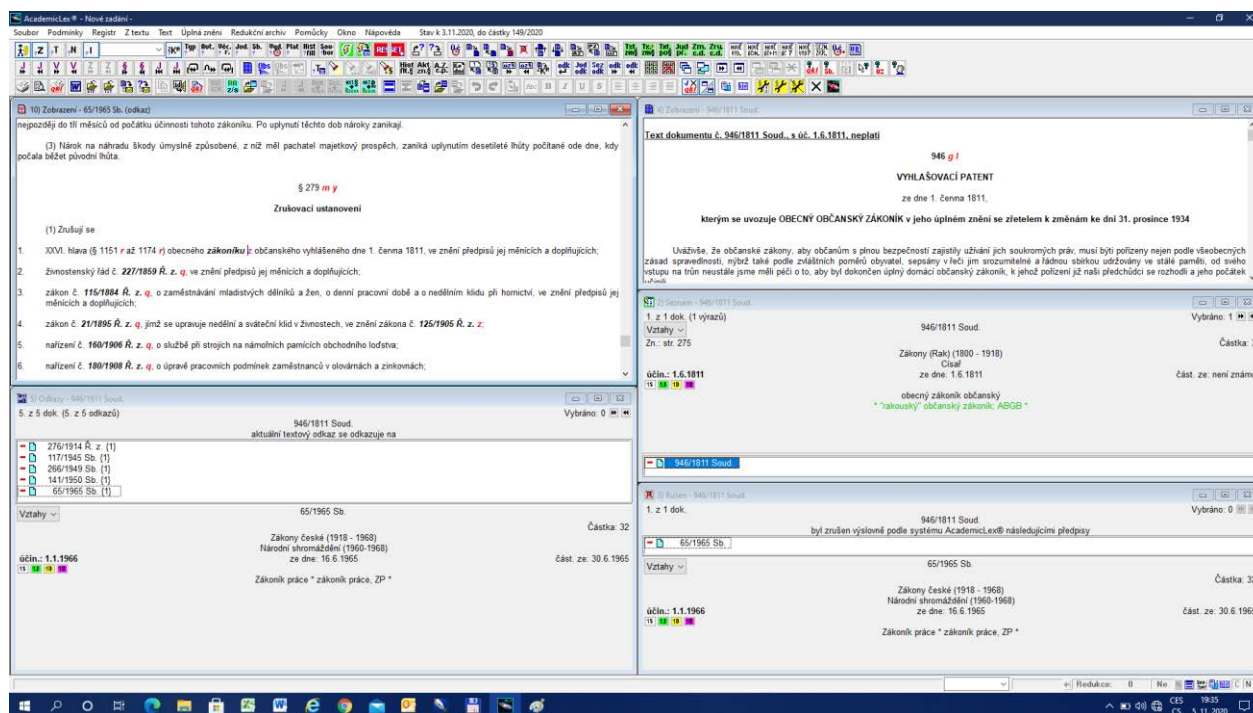 AcademicLex® - Nové zadání -
Soubor Podmínky Registr Z textu Text Úplná znění Redakční archiv Pomůcky Okno Nápověda Stav k 3.11.2020, do částky 149/2020
10) Zobrazení - 65/1965 Sb. (odkaz)
nejpozději do tří měsíců od počátku účinnosti tohoto zákoníku. Po uplynutí těchto dob nároky zanikají.
(3) Nárok na náhradu škody úmyslně způsobené, z níž měl pachatel majetkový prospěch, zaniká uplynutím desetileté lhůty počítané ode dne, kdy
počala běžet původní lhůta.
§ 279 m y
Zrušovací ustanovení
(1) Zrušují se
1. XXVI. hlava (§ 1151 r až 1174 r) obecného zákoníku z občanského vyhlášeného dne 1. června 1811, ve znění předpisů jej měnících a doplňujících;
2. živnostenský řád č. 227/1859 Ř. z. q, ve znění předpisů jej měnících a doplňujících;
3. zákon č. 115/1884 Ř. z. q, o zaměstnávání mladistvých dělníků a žen, o denní pracovní době a o nedělním klidu při hornictví, ve znění předpisů jej
měnících a doplňujících;
4. zákon č. 21/1895 Ř. z. q, jímž se upravuje nedělní a sváteční klid v živnostech, ve znění zákona č. 125/1905 Ř. z. z;
5. nařízení č. 160/1906 Ř. z. q, o službě při strojích na námořních parnících obchodního loďstva;
6. nařízení č. 180/1908 Ř. z. q, o úpravě pracovních podmínek zaměstnanců v olovárnách a zinkovnách;
5) Odkazy - 946/1811 Soud.
5. z 5 dok. (5. z 5 odkazů) Vybráno: 0
946/1811 Soud.
aktuální textový odkaz se odkazuje na
276/1914 Ř. z. {1}
117/1945 Sb. {1}
266/1949 Sb. {1}
141/1950 Sb. {1}
65/1965 Sb. {1}
Vztahy 65/1965 Sb.
Částka: 32
Zákony české (1918 - 1968)
Národní shromáždění (1960-1968)
účin.: 1.1.1966 ze dne: 16.6.1965 část. ze: 30.6.1965
Zákoník práce * zákoník práce, ZP *
4) Zobrazení - 946/1811 Soud.
Text dokumentu č. 946/1811 Soud., s úč. 1.6.1811, neplatí
946 g l
VYHLAŠOVACÍ PATENT
ze dne 1. června 1811,
kterým se uvozuje OBECNÝ OBČANSKÝ ZÁKONÍK v jeho úplném znění se zřetelem k změnám ke dni 31. prosince 1934
Uváživše, že občanské zákony, aby občanům s plnou bezpečností zajistily užívání jich soukromých práv, musí býti pořízeny nejen podle všeobecných
zásad spravedlnosti, nýbrž také podle zvláštních poměrů obyvatel, sepsány v řeči jim srozumitelné a řádnou sbírkou udržovány ve stálé paměti, od svého
vstupu na trůn neustále jsme měli péči o to, aby byl dokončen úplný domácí občanský zákoník, k jehož pořízení již naši předchůdci se rozhodli a jeho počátek
učinili
2) Seznam - 946/1811 Soud.
1. z 1 dok. (1 výrazů) Vybráno: 1
Vztahy 946/1811 Soud.
Zn.: str. 275 Částka:
Zákony (Rak) (1800 - 1918)
Císař
účin.: 1.6.1811 ze dne: 1.6.1811 část. ze: není znám
obecný zákoník občanský
* "rakouský" občanský zákoník; ABGB *
946/1811 Soud.
3) Rušen - 946/1811 Soud.
1. z 1 dok. Vybráno: 0
946/1811 Soud.
byl zrušen výslovně podle systému AcademicLex® následujícími předpisy
65/1965 Sb.
Vztahy 65/1965 Sb.
Částka: 32
Zákony české (1918 - 1968)
Národní shromáždění (1960-1968)
účin.: 1.1.1966 ze dne: 16.6.1965 část. ze: 30.6.1965
Zákoník práce * zákoník práce, ZP *
Redukce: 0 Ne
CES 19:35
CS 5.11.2020